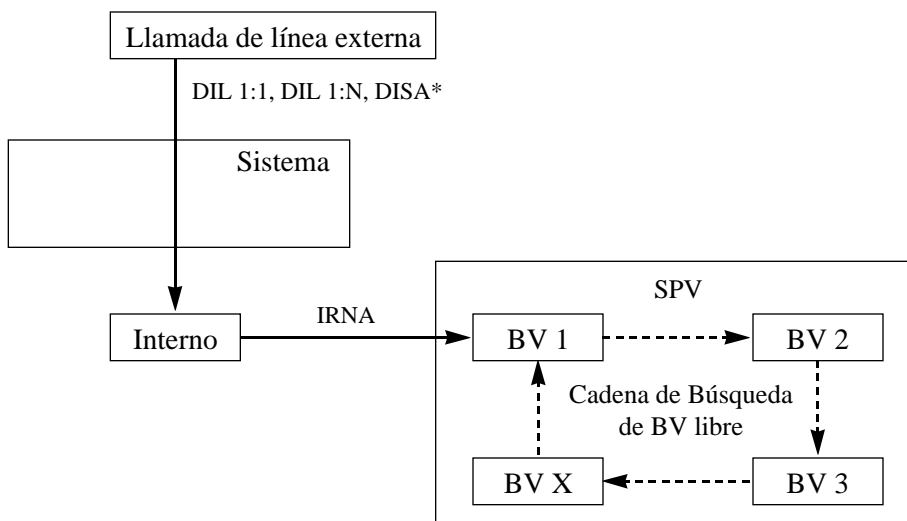 Llamada de línea externa
DIL 1:1, DIL 1:N, DISA*
Sistema
SPV
Interno
IRNA
BV 1
BV 2
Cadena de Búsqueda
de BV libre
BV X
BV 3